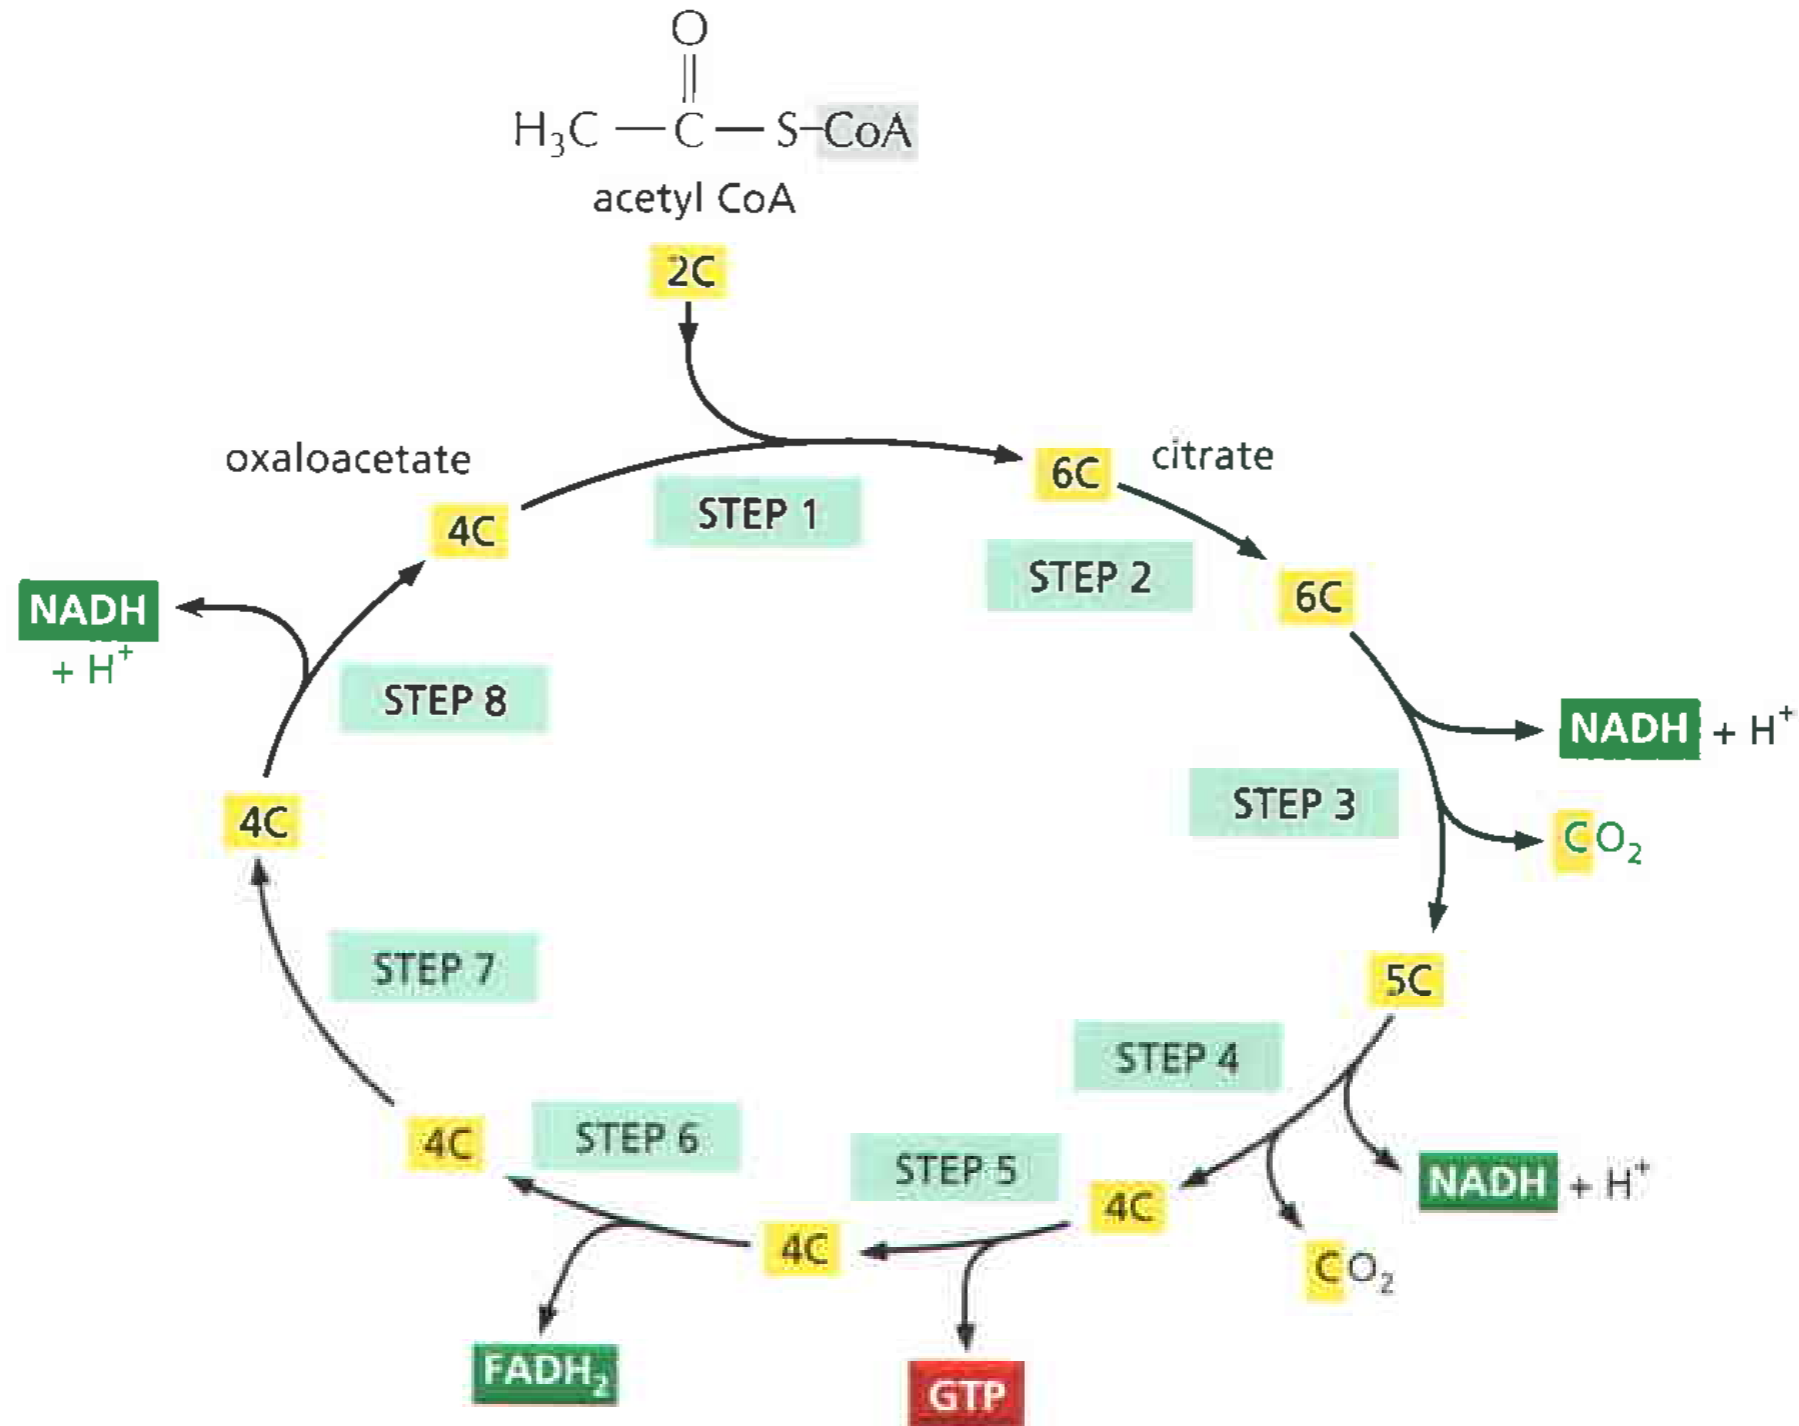 O
H₃C — C — S-CoA
acetyl CoA
2C
oxaloacetate
4C
STEP 1
6C
citrate
STEP 2
6C
NADH + H⁺
STEP 3
CO₂
5C
STEP 4
NADH + H⁺
CO₂
4C
STEP 5
GTP
4C
STEP 6
FADH₂
4C
STEP 7
4C
STEP 8
NADH
+ H⁺